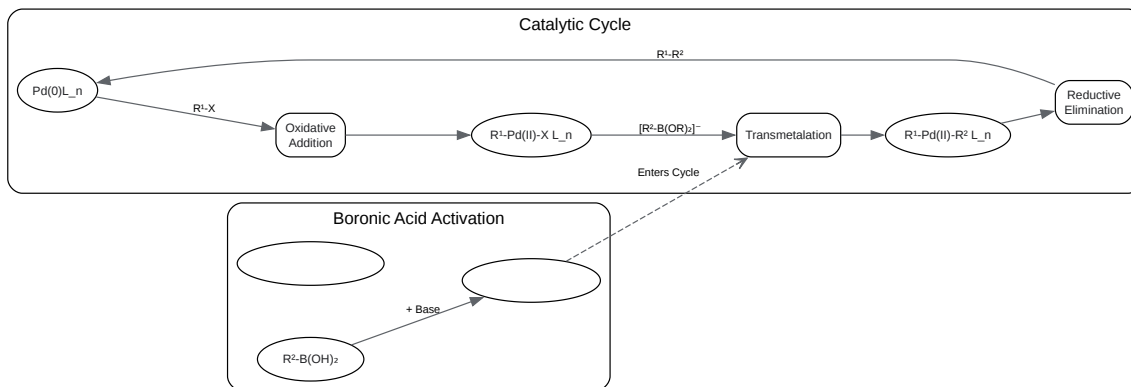 Catalytic Cycle
R¹-R²
Pd(0)L_n
R¹-X
Oxidative
Addition
R¹-Pd(II)-X L_n
[R²-B(OR)₂]⁻
Transmetalation
R¹-Pd(II)-R² L_n
Reductive
Elimination
Enters Cycle
Boronic Acid Activation
+ Base
R²-B(OH)₂